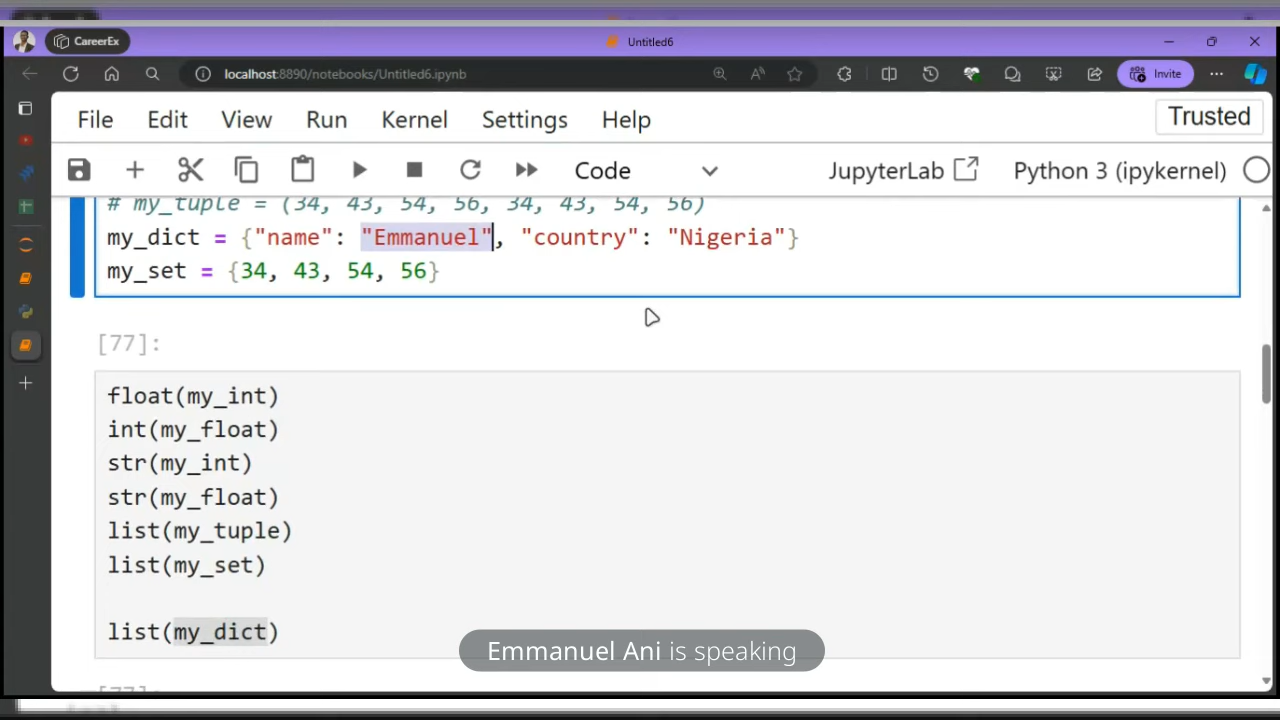 CareerEx
Untitled6
localhost:8890/notebooks/Untitled6.ipynb
Invite
File Edit View Run Kernel Settings Help
Trusted
Code
JupyterLab
Python 3 (ipykernel)
# my_tuple = (34, 43, 54, 56, 34, 43, 54, 56)
my_dict = {"name": "Emmanuel", "country": "Nigeria"}
my_set = {34, 43, 54, 56}
[77]:
float(my_int)
int(my_float)
str(my_int)
str(my_float)
list(my_tuple)
list(my_set)
list(my_dict)
Emmanuel Ani is speaking
[77]: